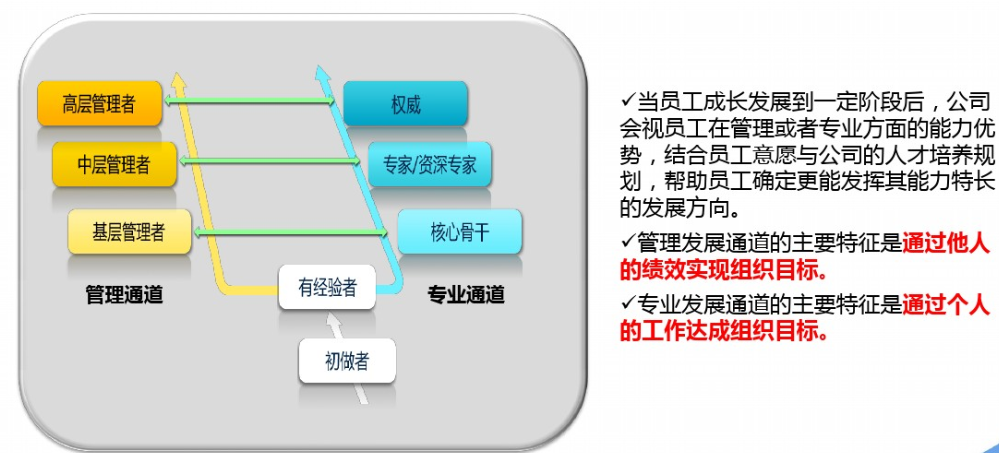 高层管理者
权威
中层管理者
专家/资深专家
基层管理者
核心骨干
管理通道
有经验者
专业通道
初做者
✓当员工成长发展到一定阶段后，公司
会视员工在管理或者专业方面的能力优
势，结合员工意愿与公司的人才培养规
划，帮助员工确定更能发挥其能力特长
的发展方向。
✓管理发展通道的主要特征是通过他人
的绩效实现组织目标。
✓专业发展通道的主要特征是通过个人
的工作达成组织目标。